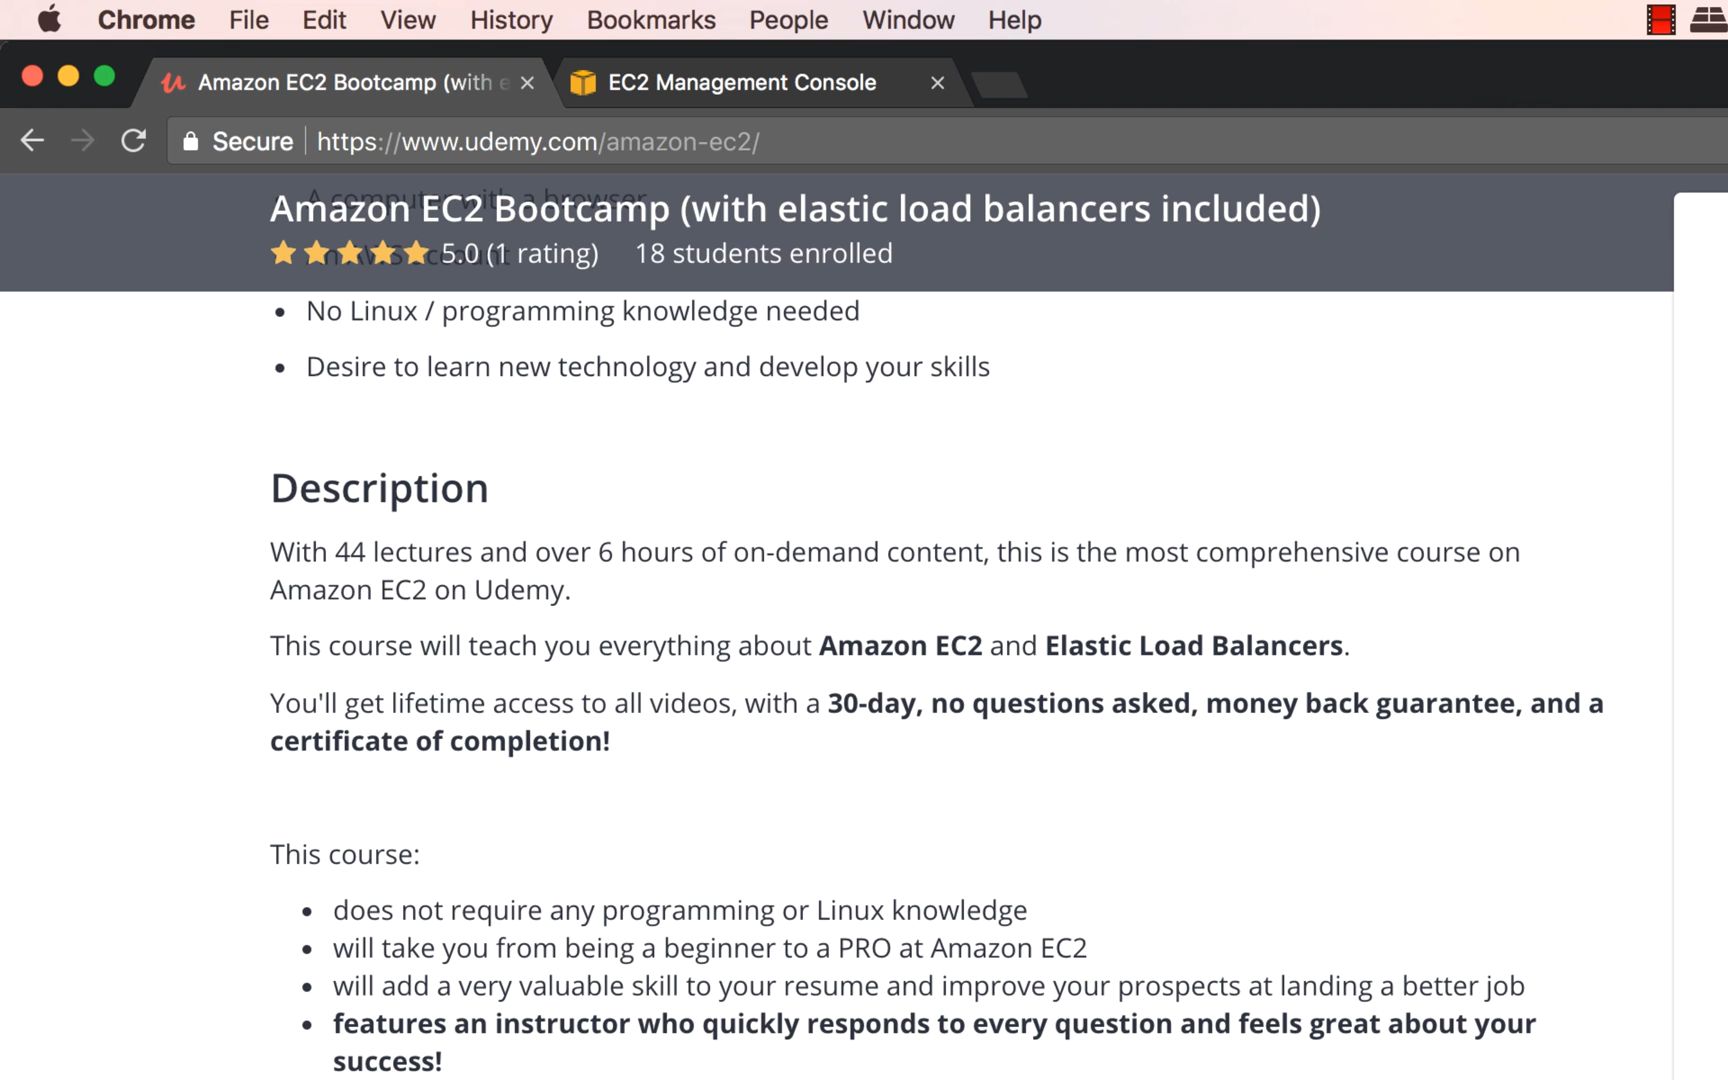 Chrome File Edit View History Bookmarks People Window Help
Amazon EC2 Bootcamp (with e × EC2 Management Console ×
Secure https://www.udemy.com/amazon-ec2/
A computer with a browser
Amazon EC2 Bootcamp (with elastic load balancers included)
5.0 (1 rating) 18 students enrolled
No Linux / programming knowledge needed
Desire to learn new technology and develop your skills
Description
With 44 lectures and over 6 hours of on-demand content, this is the most comprehensive course on
Amazon EC2 on Udemy.
This course will teach you everything about Amazon EC2 and Elastic Load Balancers.
You'll get lifetime access to all videos, with a 30-day, no questions asked, money back guarantee, and a
certificate of completion!
This course:
does not require any programming or Linux knowledge
will take you from being a beginner to a PRO at Amazon EC2
will add a very valuable skill to your resume and improve your prospects at landing a better job
features an instructor who quickly responds to every question and feels great about your
success!